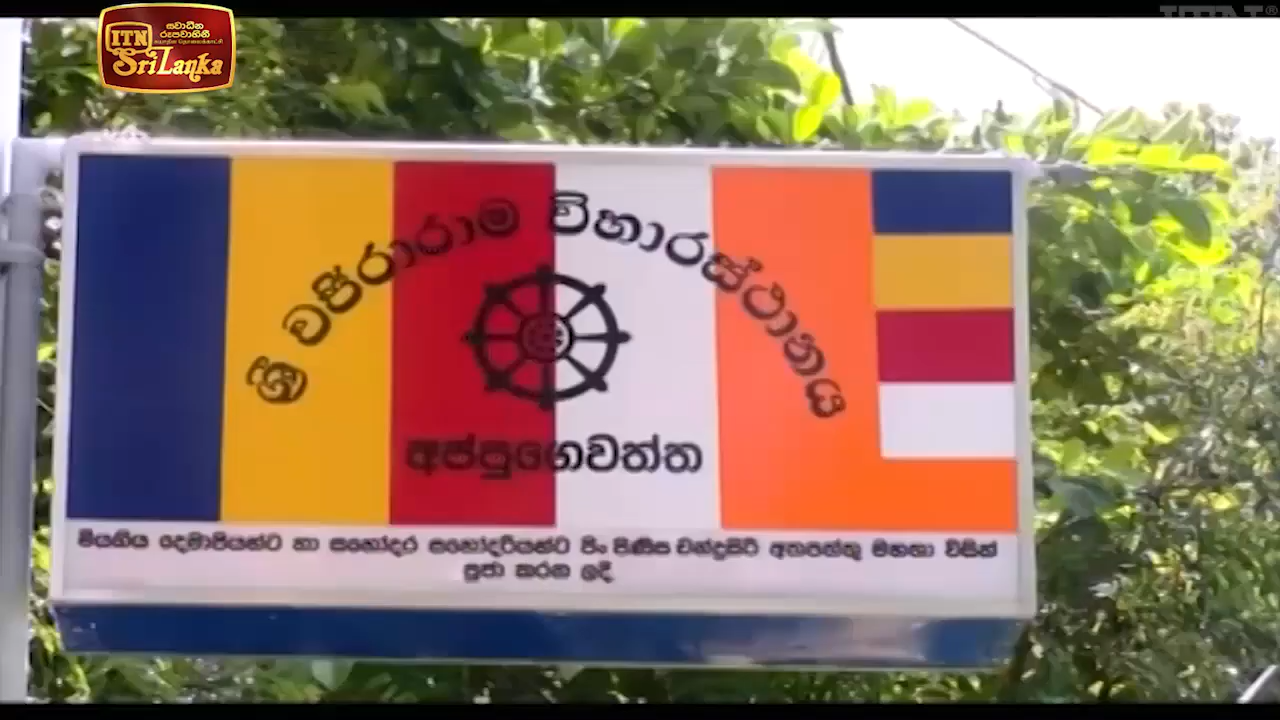 ස්වාධීන
රූපවාහිනී
ITN
Sri Lanka
ශ්‍රී වජිරාරාම විහාරස්ථානය
අප්පුගෙවත්ත
මියගිය දෙමාපියන්ට හා සහෝදර සහෝදරියන්ට පිං පිණිස චන්ද්‍රසිරි අතපත්තු මහතා විසින්
පූජා කරන ලදී